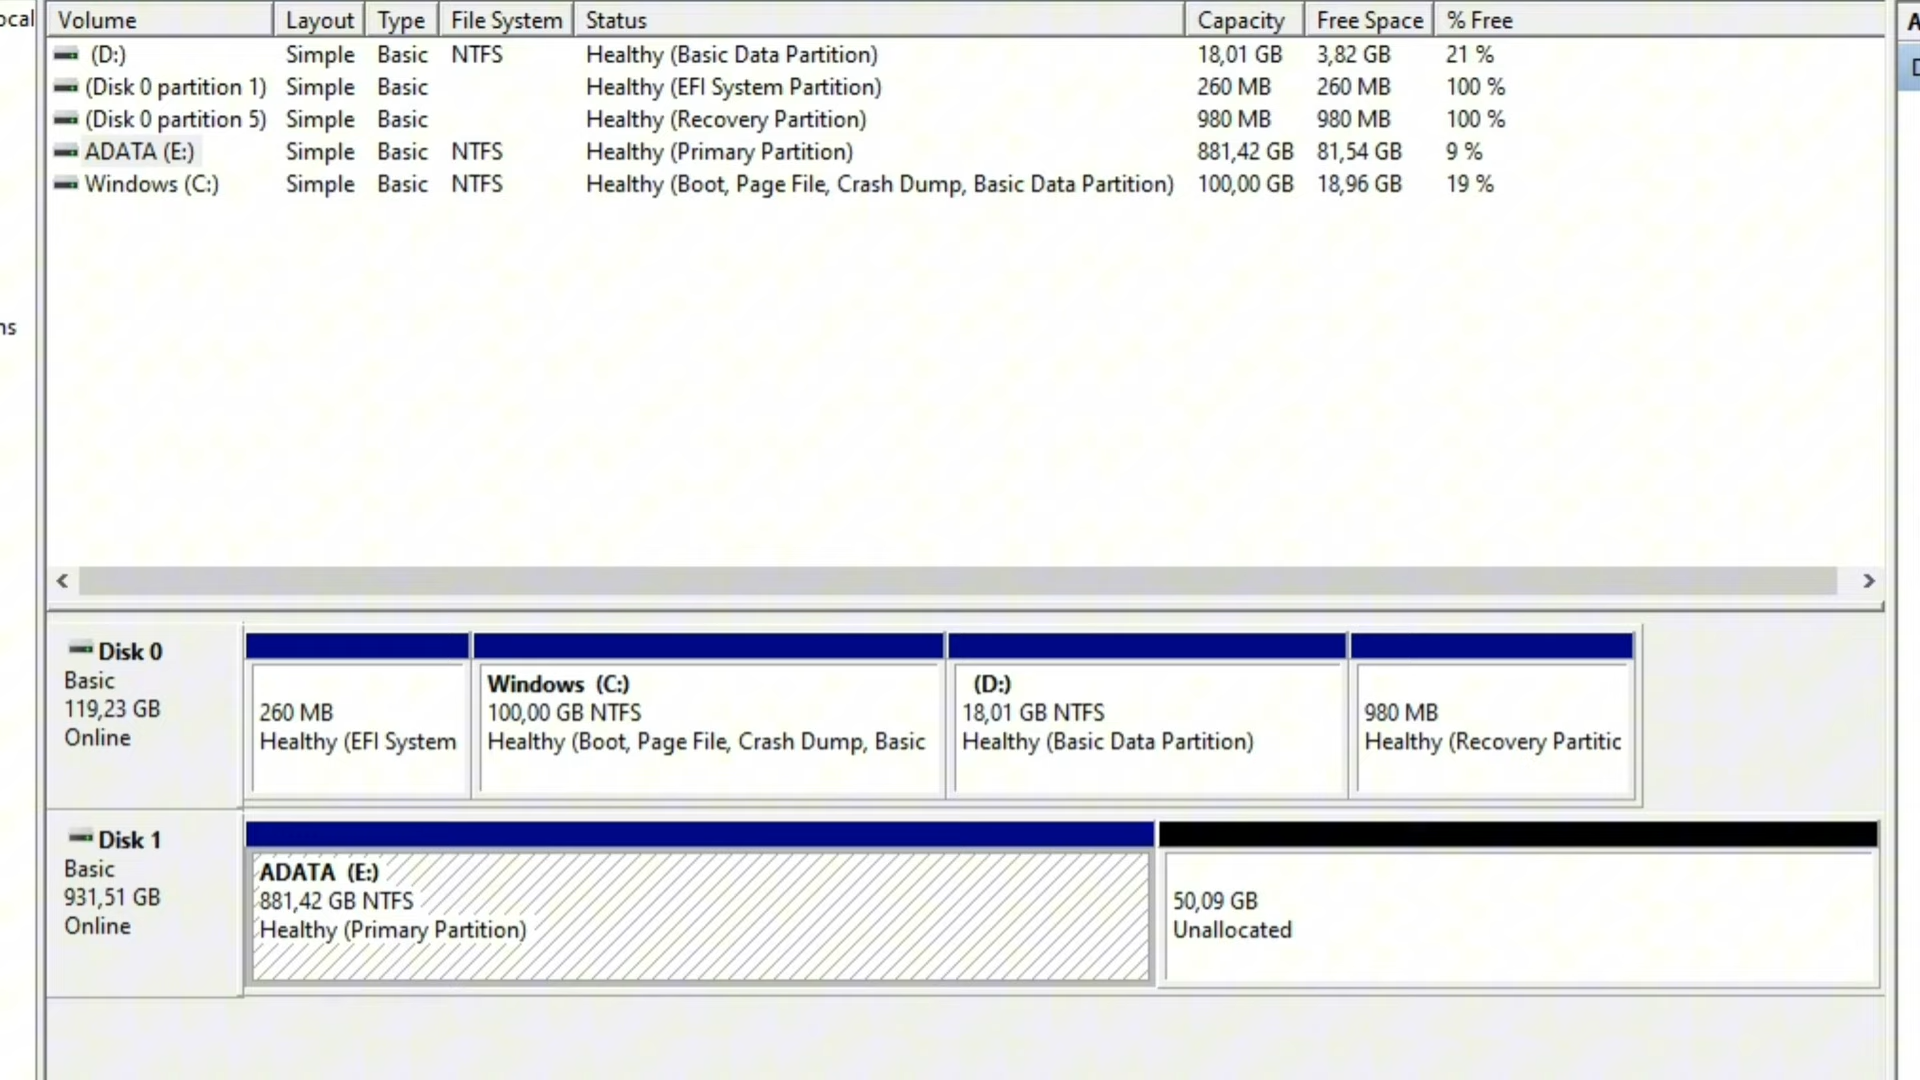 ocal
Volume Layout Type File System Status Capacity Free Space % Free
(D:) Simple Basic NTFS Healthy (Basic Data Partition) 18,01 GB 3,82 GB 21 %
(Disk 0 partition 1) Simple Basic Healthy (EFI System Partition) 260 MB 260 MB 100 %
(Disk 0 partition 5) Simple Basic Healthy (Recovery Partition) 980 MB 980 MB 100 %
ADATA (E:) Simple Basic NTFS Healthy (Primary Partition) 881,42 GB 81,54 GB 9 %
Windows (C:) Simple Basic NTFS Healthy (Boot, Page File, Crash Dump, Basic Data Partition) 100,00 GB 18,96 GB 19 %
ns
Disk 0
Basic
119,23 GB
Online
260 MB
Healthy (EFI System
Windows (C:)
100,00 GB NTFS
Healthy (Boot, Page File, Crash Dump, Basic
(D:)
18,01 GB NTFS
Healthy (Basic Data Partition)
980 MB
Healthy (Recovery Partitic
Disk 1
Basic
931,51 GB
Online
ADATA (E:)
881,42 GB NTFS
Healthy (Primary Partition)
50,09 GB
Unallocated